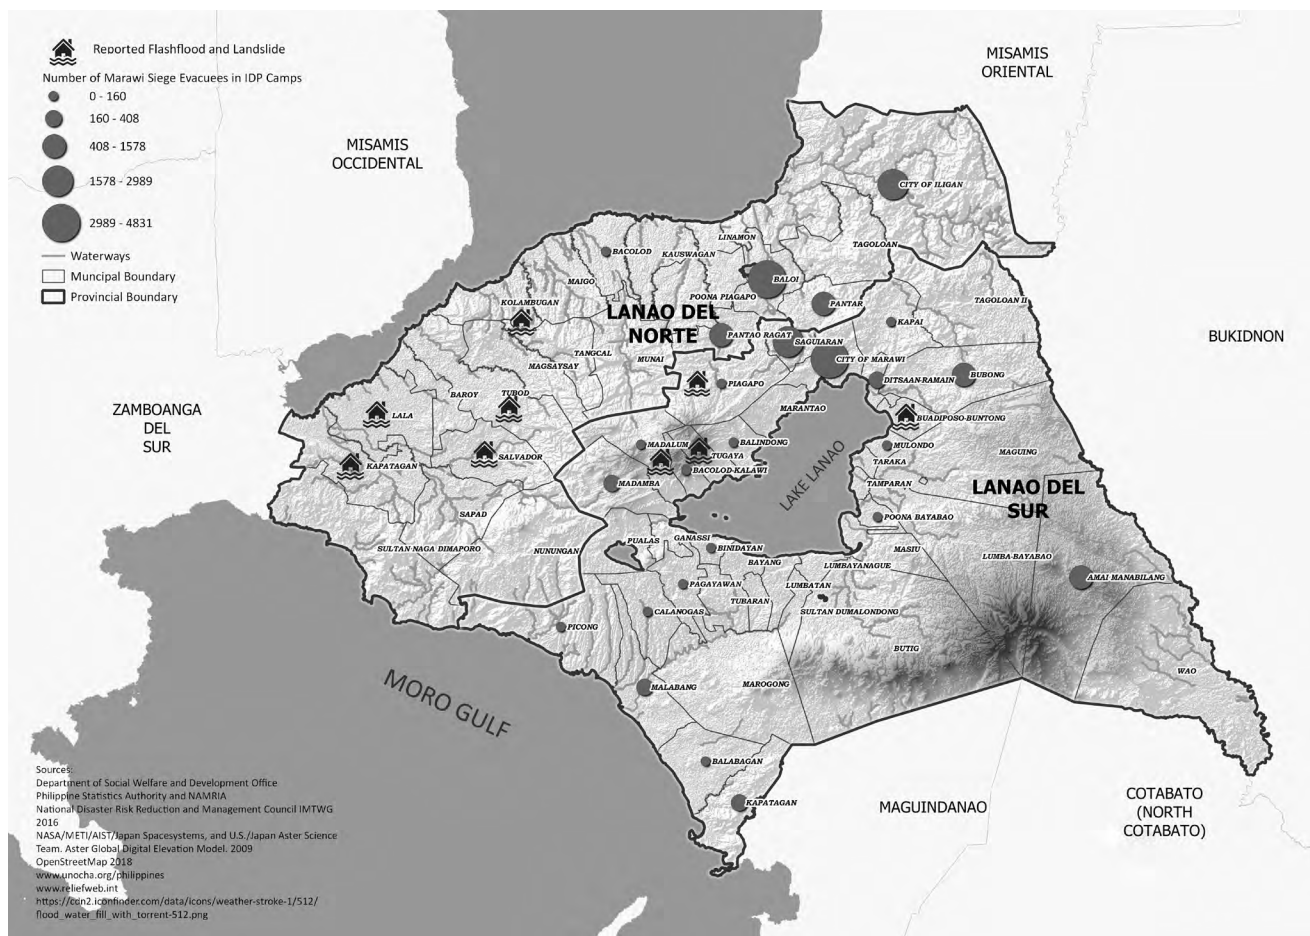 Reported Flashflood and Landslide
Number of Marawi Siege Evacuees in IDP Camps
0 - 160
160 - 408
408 - 1578
1578 - 2989
2989 - 4831
Waterways
Muncipal Boundary
Provincial Boundary
MISAMIS
ORIENTAL
MISAMIS
OCCIDENTAL
CITY OF ILIGAN
LINAMON
TAGOLOAN
BACOLOD
KAUSWAGAN
MAIGO
BALOI
POONA PIAGAPO
PANTAR
TAGOLOAN II
KOLAMBUGAN
LANAO DEL
NORTE
KAPAI
PANTAO RAGAT
SAGUIARAN
BUKIDNON
TANGCAL
MUNAI
CITY OF MARAWI
MAGSAYSAY
BUBONG
DITSAAN-RAMAIN
PIAGAPO
BAROY
TUBOD
ZAMBOANGA
DEL
SUR
LALA
MARANTAO
BUADIPOSO-BUNTONG
MADALUM
BALINDONG
MULONDO
TUGAYA
MAGUING
SALVADOR
KAPATAGAN
TARAKA
BACOLOD-KALAWI
LAKE LANAO
MADAMBA
TAMPARAN
LANAO DEL
SUR
SAPAD
POONA BAYABAO
PUALAS
GANASSI
SULTAN NAGA DIMAPORO
NUNUNGAN
BINIDAYAN
MASIU
LUMBA-BAYABAO
BAYANG
LUMBAYANAGUE
AMAI MANABILANG
PAGAYAWAN
LUMBATAN
TUBARAN
CALANOGAS
SULTAN DUMALONDONG
PICONG
BUTIG
WAO
MALABANG
MAROGONG
MORO GULF
BALABAGAN
KAPATAGAN
MAGUINDANAO
COTABATO
(NORTH
COTABATO)
Sources:
Department of Social Welfare and Development Office
Philippine Statistics Authority and NAMRIA
National Disaster Risk Reduction and Management Council IMTWG
2016
NASA/METI/AIST/Japan Spacesystems, and U.S./Japan Aster Science
Team. Aster Global Digital Elevation Model. 2009
OpenStreetMap 2018
www.unocha.org/philippines
www.reliefweb.int
https://cdn2.iconfinder.com/data/icons/weather-stroke-1/512/
flood_water_fill_with_torrent-512.png